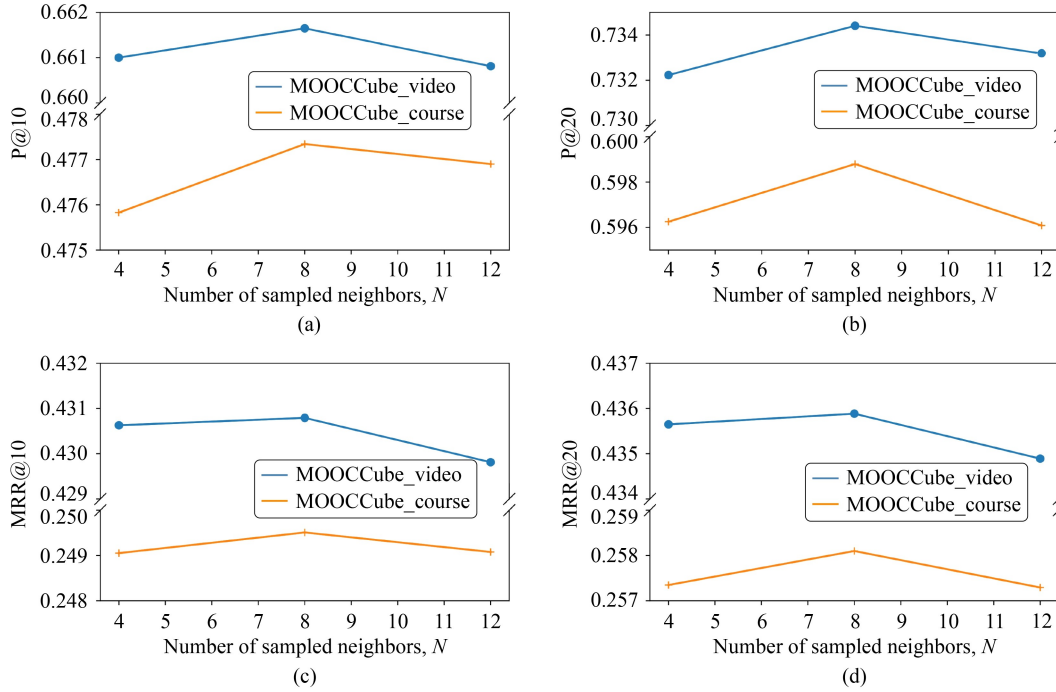 0.662
0.661
0.660
0.478
0.477
0.476
0.475
P@10
MOOCCube_video
MOOCCube_course
4 5 6 7 8 9 10 11 12
Number of sampled neighbors, N
(a)
0.734
0.732
0.730
0.600
0.598
0.596
P@20
MOOCCube_video
MOOCCube_course
4 5 6 7 8 9 10 11 12
Number of sampled neighbors, N
(b)
0.432
0.431
0.430
0.429
0.250
0.249
0.248
MRR@10
MOOCCube_video
MOOCCube_course
4 5 6 7 8 9 10 11 12
Number of sampled neighbors, N
(c)
0.437
0.436
0.435
0.434
0.259
0.258
0.257
MRR@20
MOOCCube_video
MOOCCube_course
4 5 6 7 8 9 10 11 12
Number of sampled neighbors, N
(d)